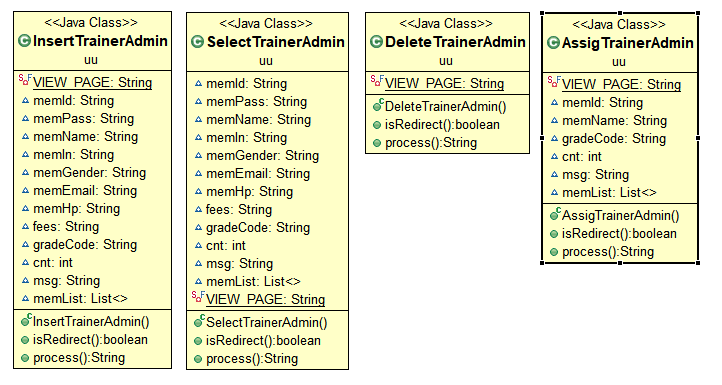 <<Java Class>>
InsertTrainerAdmin
uu
VIEW_PAGE: String
memId: String
memPass: String
memName: String
memIn: String
memGender: String
memEmail: String
memHp: String
fees: String
gradeCode: String
cnt: int
msg: String
memList: List<>
InsertTrainerAdmin()
isRedirect():boolean
process():String
<<Java Class>>
SelectTrainerAdmin
uu
memId: String
memPass: String
memName: String
memIn: String
memGender: String
memEmail: String
memHp: String
fees: String
gradeCode: String
cnt: int
msg: String
memList: List<>
VIEW_PAGE: String
SelectTrainerAdmin()
isRedirect():boolean
process():String
<<Java Class>>
DeleteTrainerAdmin
uu
VIEW_PAGE: String
DeleteTrainerAdmin()
isRedirect():boolean
process():String
<<Java Class>>
AssigTrainerAdmin
uu
VIEW_PAGE: String
memId: String
memName: String
gradeCode: String
cnt: int
msg: String
memList: List<>
AssigTrainerAdmin()
isRedirect():boolean
process():String